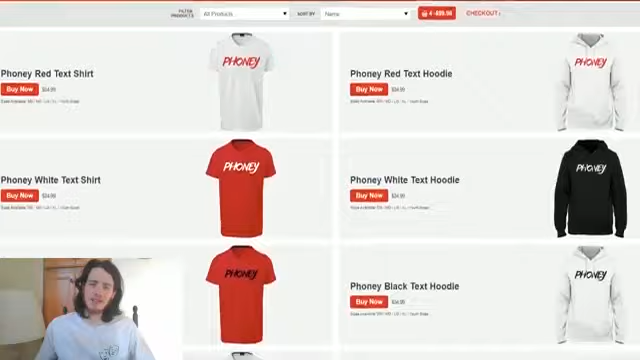 FILTER PRODUCTS
All Products
SORT BY
Name
CHECKOUT
Phoney Red Text Shirt
Buy Now
PHONEY
Phoney Red Text Hoodie
Buy Now
PHONEY
Phoney White Text Shirt
Buy Now
PHONEY
Phoney White Text Hoodie
Buy Now
PHONEY
PHONEY
Phoney Black Text Hoodie
Buy Now
PHONEY